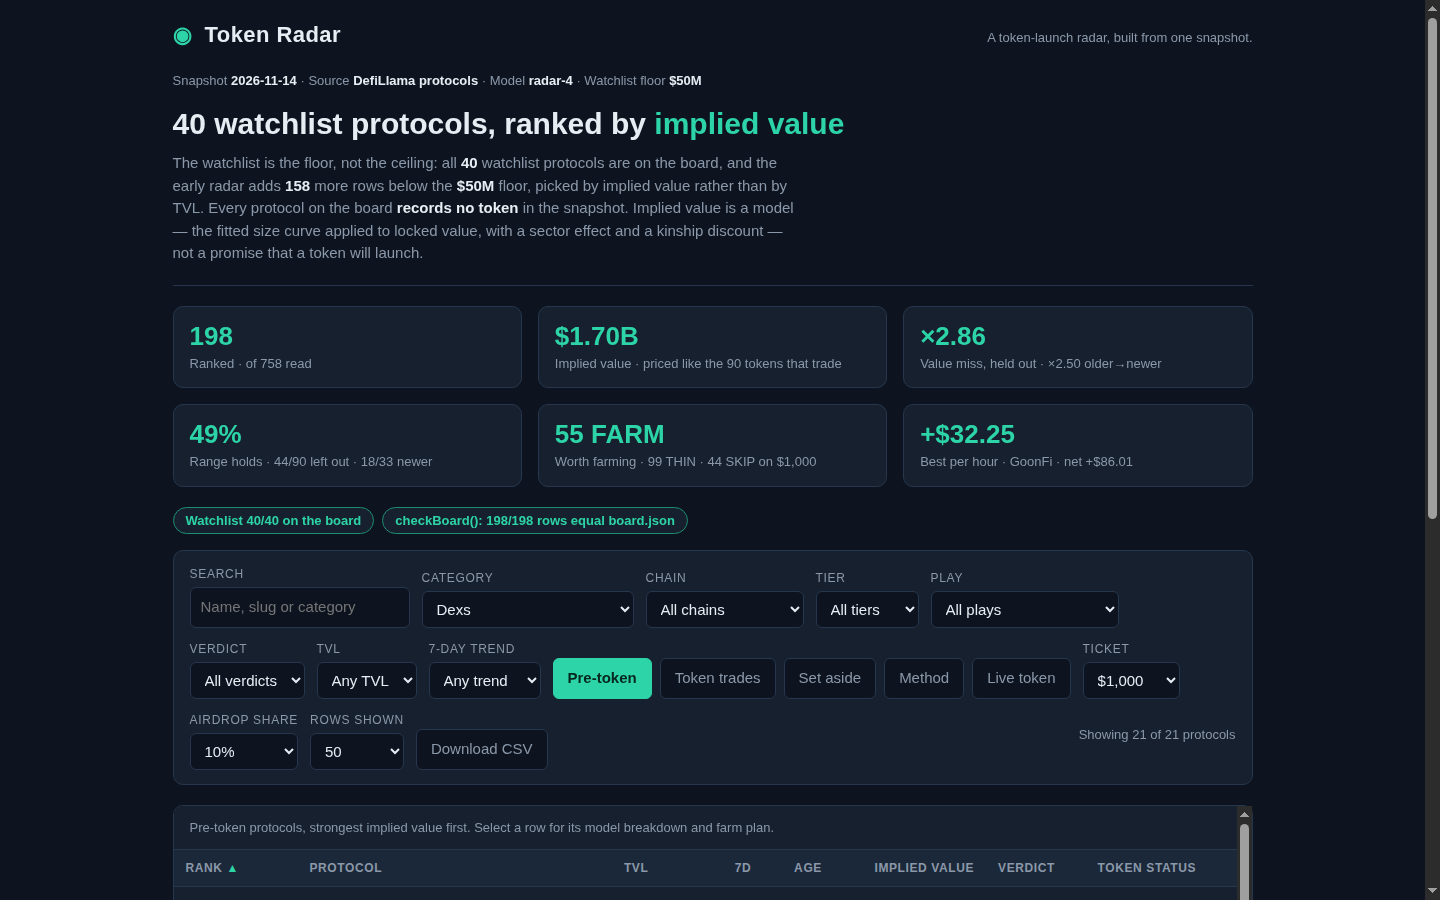 ◉ Token Radar
A token-launch radar, built from one snapshot.
Snapshot 2026-11-14 · Source DefiLlama protocols · Model radar-4 · Watchlist floor $50M
40 watchlist protocols, ranked by implied value
The watchlist is the floor, not the ceiling: all 40 watchlist protocols are on the board, and the
early radar adds 158 more rows below the $50M floor, picked by implied value rather than by
TVL. Every protocol on the board records no token in the snapshot. Implied value is a model
— the fitted size curve applied to locked value, with a sector effect and a kinship discount —
not a promise that a token will launch.
198
Ranked · of 758 read
$1.70B
Implied value · priced like the 90 tokens that trade
×2.86
Value miss, held out · ×2.50 older→newer
49%
Range holds · 44/90 left out · 18/33 newer
55 FARM
Worth farming · 99 THIN · 44 SKIP on $1,000
+$32.25
Best per hour · GoonFi · net +$86.01
Watchlist 40/40 on the board
checkBoard(): 198/198 rows equal board.json
SEARCH
Name, slug or category
CATEGORY
Dexs
CHAIN
All chains
TIER
All tiers
PLAY
All plays
VERDICT
All verdicts
TVL
Any TVL
7-DAY TREND
Any trend
Pre-token
Token trades
Set aside
Method
Live token
TICKET
$1,000
AIRDROP SHARE
10%
ROWS SHOWN
50
Download CSV
Showing 21 of 21 protocols
Pre-token protocols, strongest implied value first. Select a row for its model breakdown and farm plan.
RANK ▲ PROTOCOL TVL 7D AGE IMPLIED VALUE VERDICT TOKEN STATUS